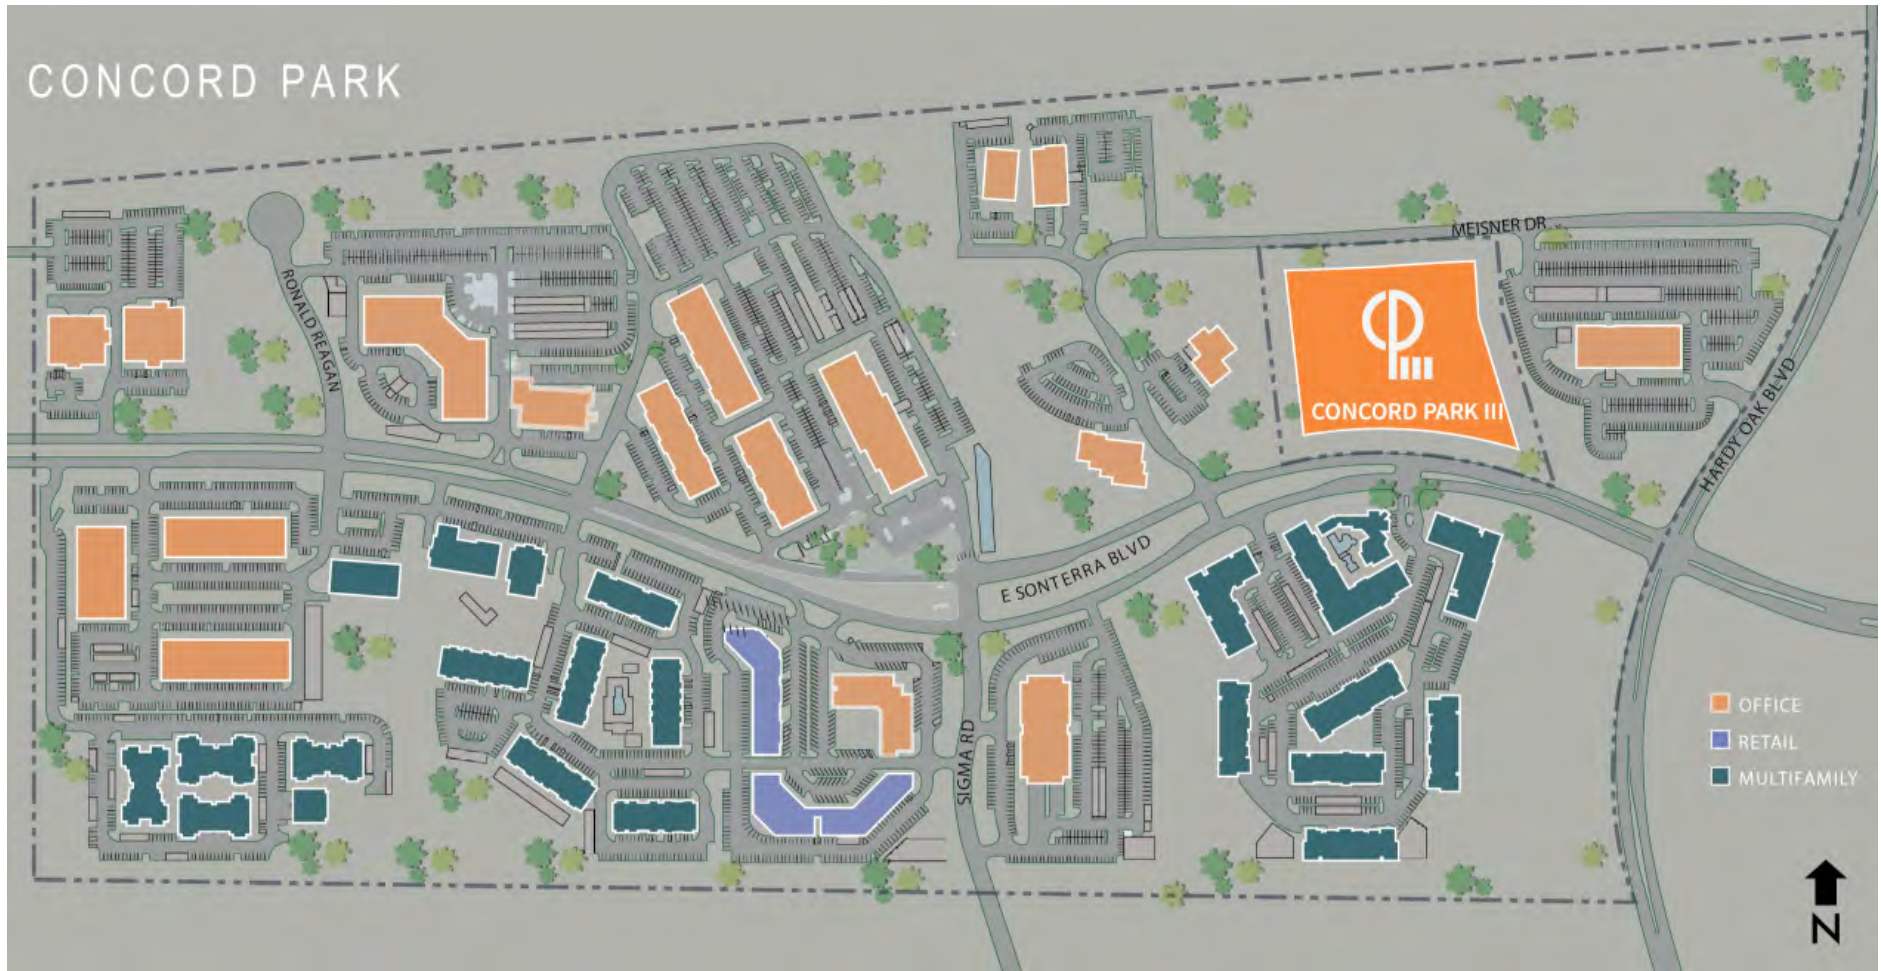 CONCORD PARK
MEISNER DR
RONALD REAGAN
CONCORD PARK III
HARDY OAK BLVD
E SONTERRA BLVD
SIGMA RD
OFFICE
RETAIL
MULTIFAMILY
N